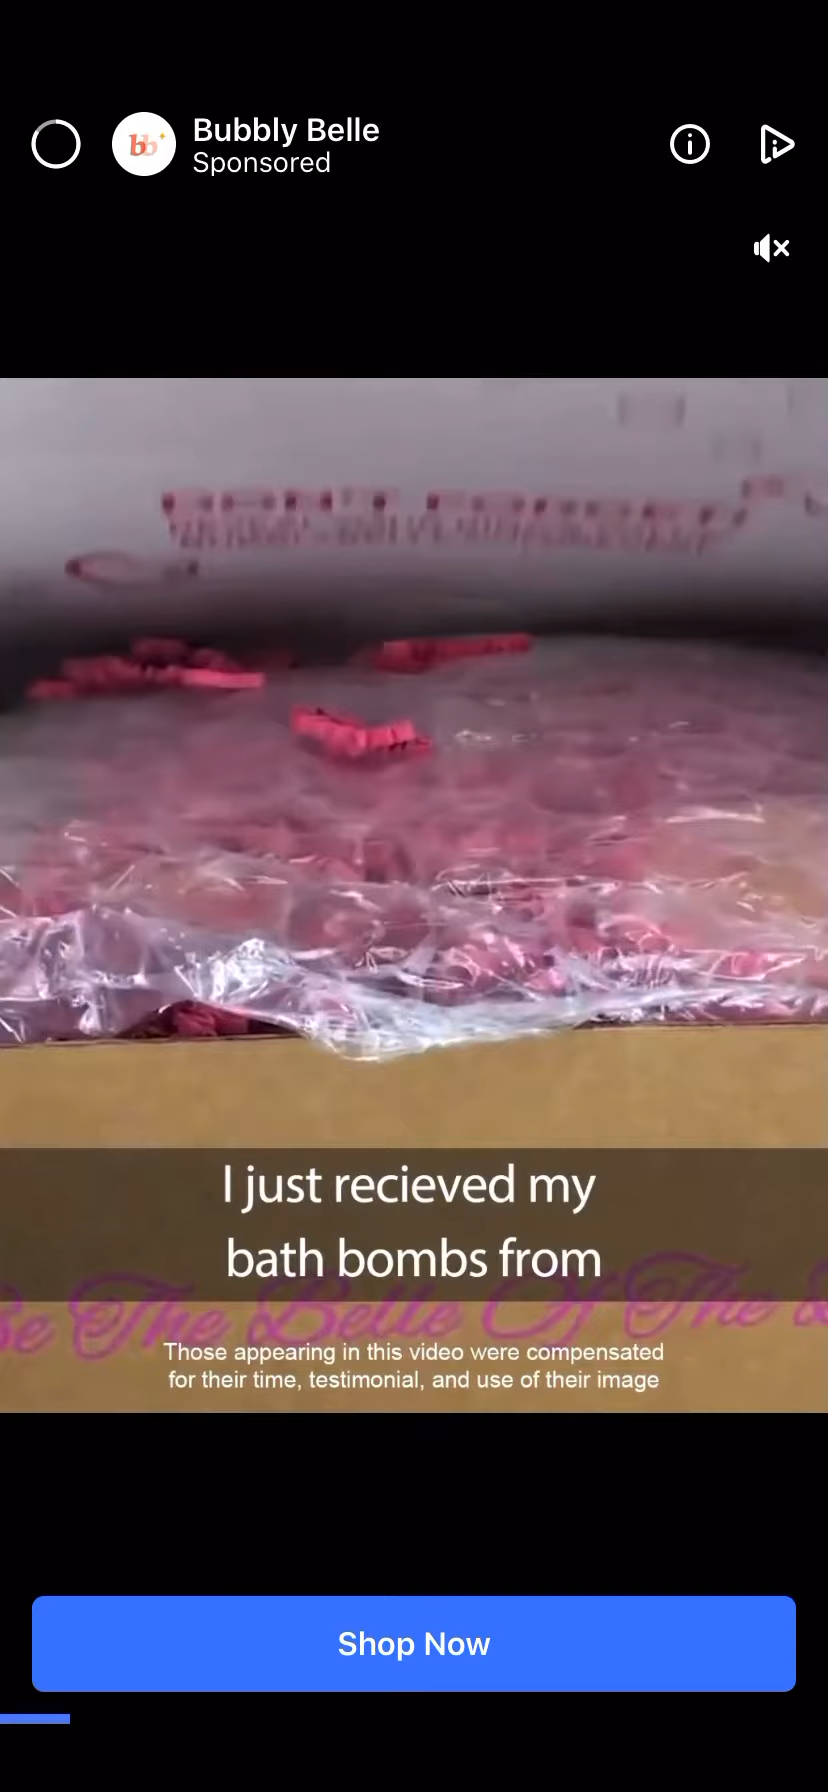 Bubbly Belle
Sponsored
bb
I just recieved my
bath bombs from
Be The Belle Of The
Those appearing in this video were compensated
for their time, testimonial, and use of their image
Shop Now